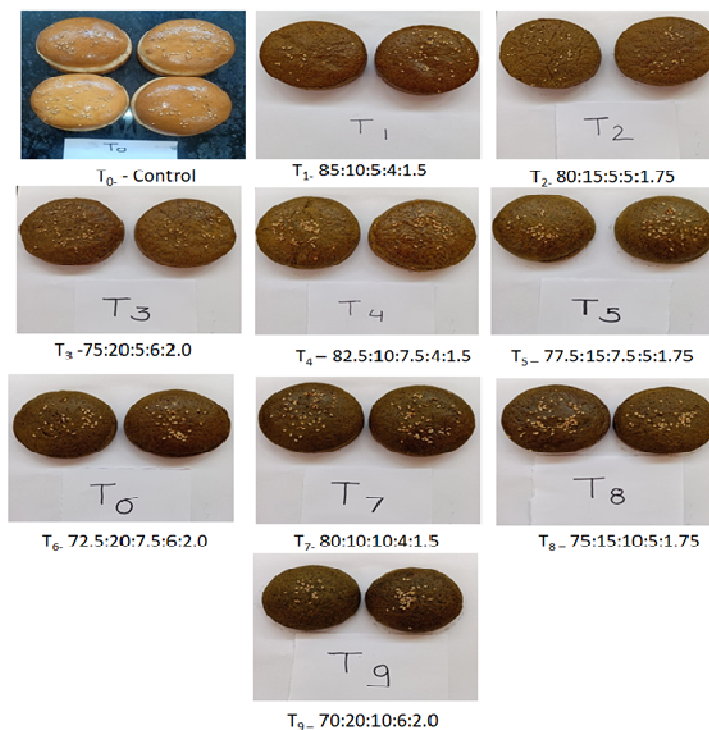 T₀
T₁
T₂
T₀- - Control
T₁- 85:10:5:4:1.5
T₂- 80:15:5:5:1.75
T₃
T₄
T₅
T₃ -75:20:5:6:2.0
T₄ – 82.5:10:7.5:4:1.5
T₅ – 77.5:15:7.5:5:1.75
T₆
T₇
T₈
T₆- 72.5:20:7.5:6:2.0
T₇- 80:10:10:4:1.5
T₈ – 75:15:10:5:1.75
T₉
T₉ – 70:20:10:6:2.0